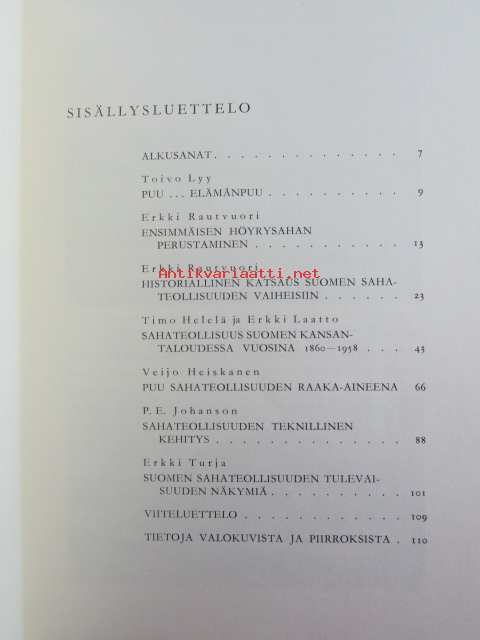 SISÄLLYSLUETTELO
ALKUSANAT . . . . . . . . . . . . . 7
Toivo Lyy
PUU ... ELÄMÄNPUU . . . . . . . . . . 9
Erkki Rautvuori
ENSIMMÄISEN HÖYRYSAHAN
PERUSTAMINEN . . . . . . . . . . . 13
Erkki Rautvuori
Antikvariaatti.net
HISTORIALLINEN KATSAUS SUOMEN SAHA-
TEOLLISUUDEN VAIHEISIIN . . . . . . 23
Timo Helelä ja Erkki Laatto
SAHATEOLLISUUS SUOMEN KANSAN-
TALOUDESSA VUOSINA 1860—1958 . . . 43
Veijo Heiskanen
PUU SAHATEOLLISUUDEN RAAKA-AINEENA 66
P. E. Johanson
SAHATEOLLISUUDEN TEKNILLINEN
KEHITYS . . . . . . . . . . . . . 88
Erkki Turja
SUOMEN SAHATEOLLISUUDEN TULEVAI-
SUUDEN NÄKYMIÄ . . . . . . . . . . 101
VIITELUETTELO . . . . . . . . . . . 109
TIETOJA VALOKUVISTA JA PIIRROKSISTA . 110